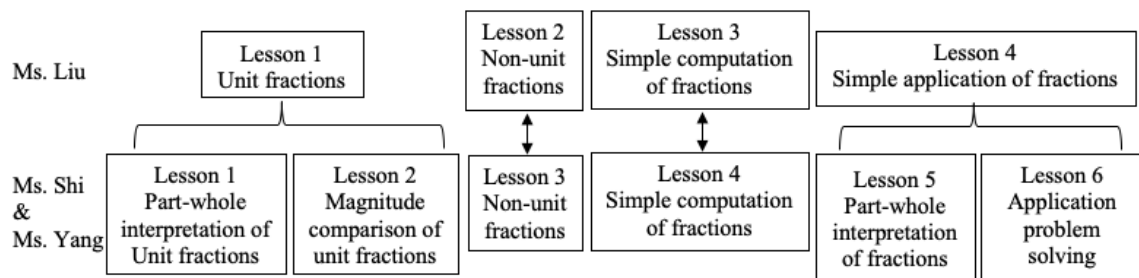 Ms. Liu
Lesson 1
Unit fractions
Lesson 2
Non-unit
fractions
Lesson 3
Simple computation
of fractions
Lesson 4
Simple application of fractions
Ms. Shi
&
Ms. Yang
Lesson 1
Part-whole
interpretation of
Unit fractions
Lesson 2
Magnitude
comparison of
unit fractions
Lesson 3
Non-unit
fractions
Lesson 4
Simple computation
of fractions
Lesson 5
Part-whole
interpretation
of fractions
Lesson 6
Application
problem
solving